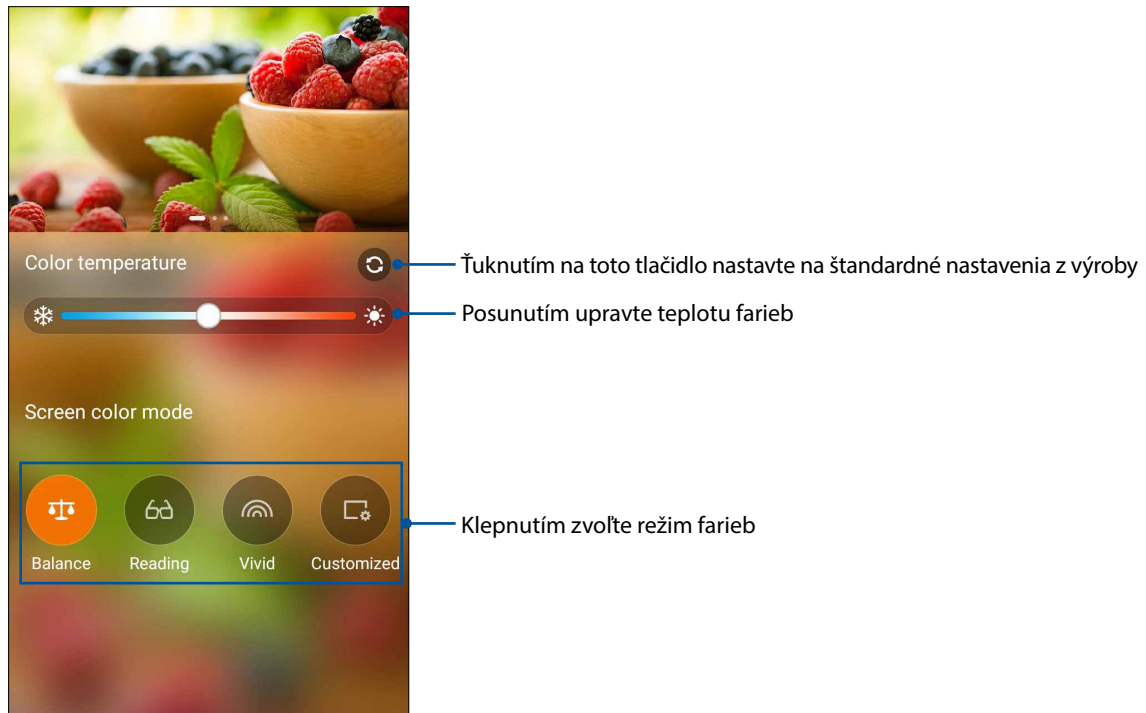 Color temperature
Ťuknutím na toto tlačidlo nastavte na štandardné nastavenia z výroby
Posunutím upravte teplotu farieb
Screen color mode
Klepnutím zvoľte režim farieb
Balance Reading Vivid Customized